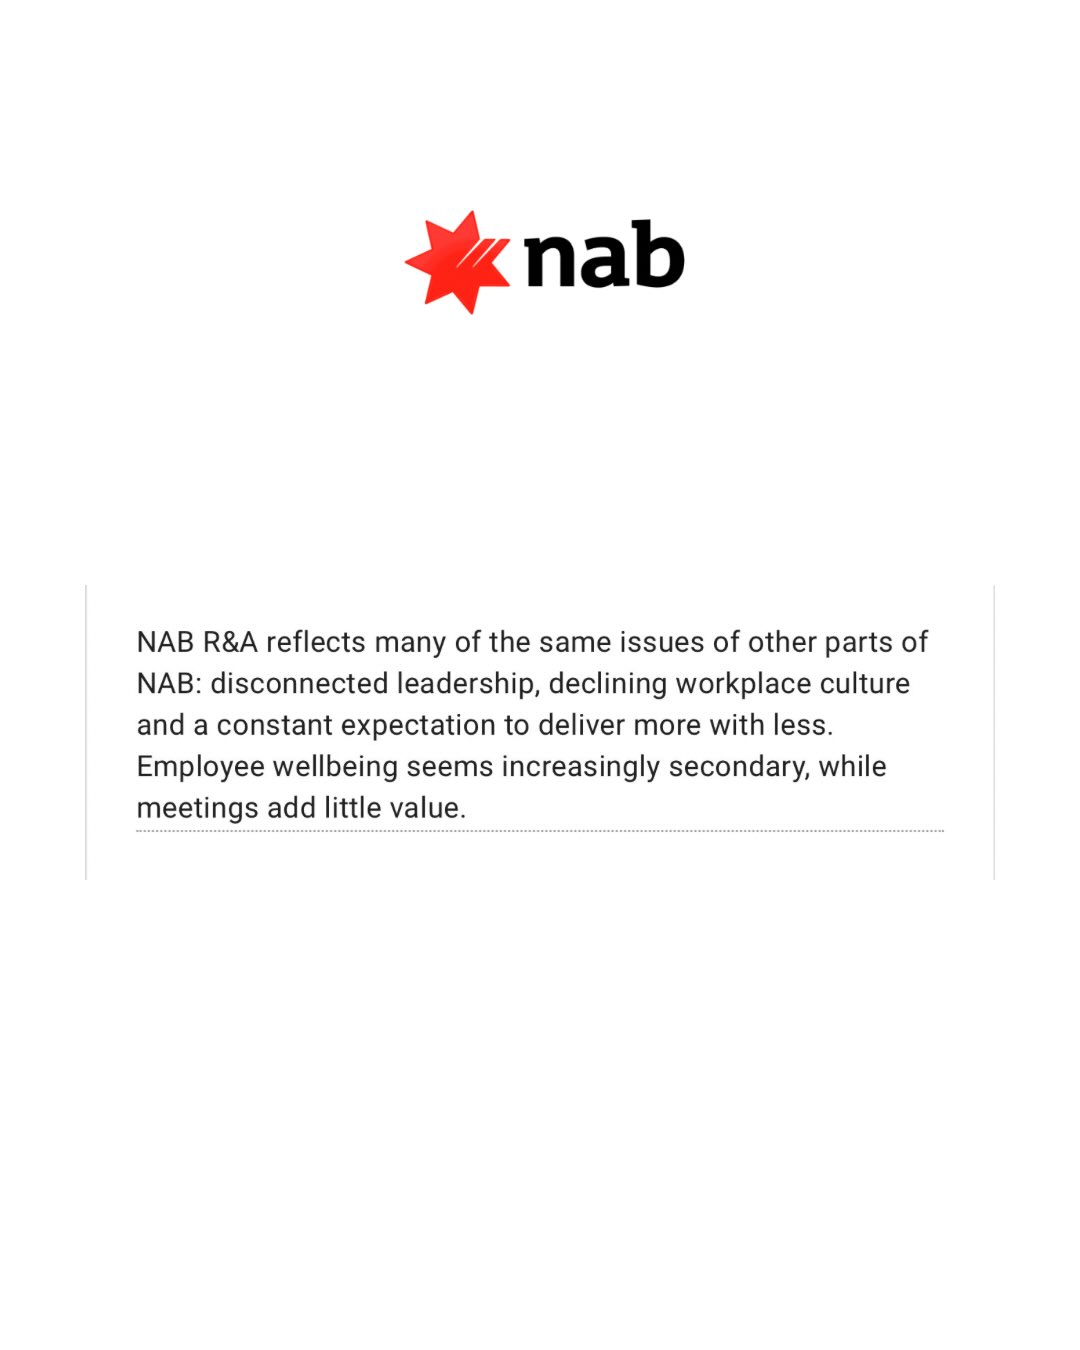 nab
NAB R&A reflects many of the same issues of other parts of
NAB: disconnected leadership, declining workplace culture
and a constant expectation to deliver more with less.
Employee wellbeing seems increasingly secondary, while
meetings add little value.